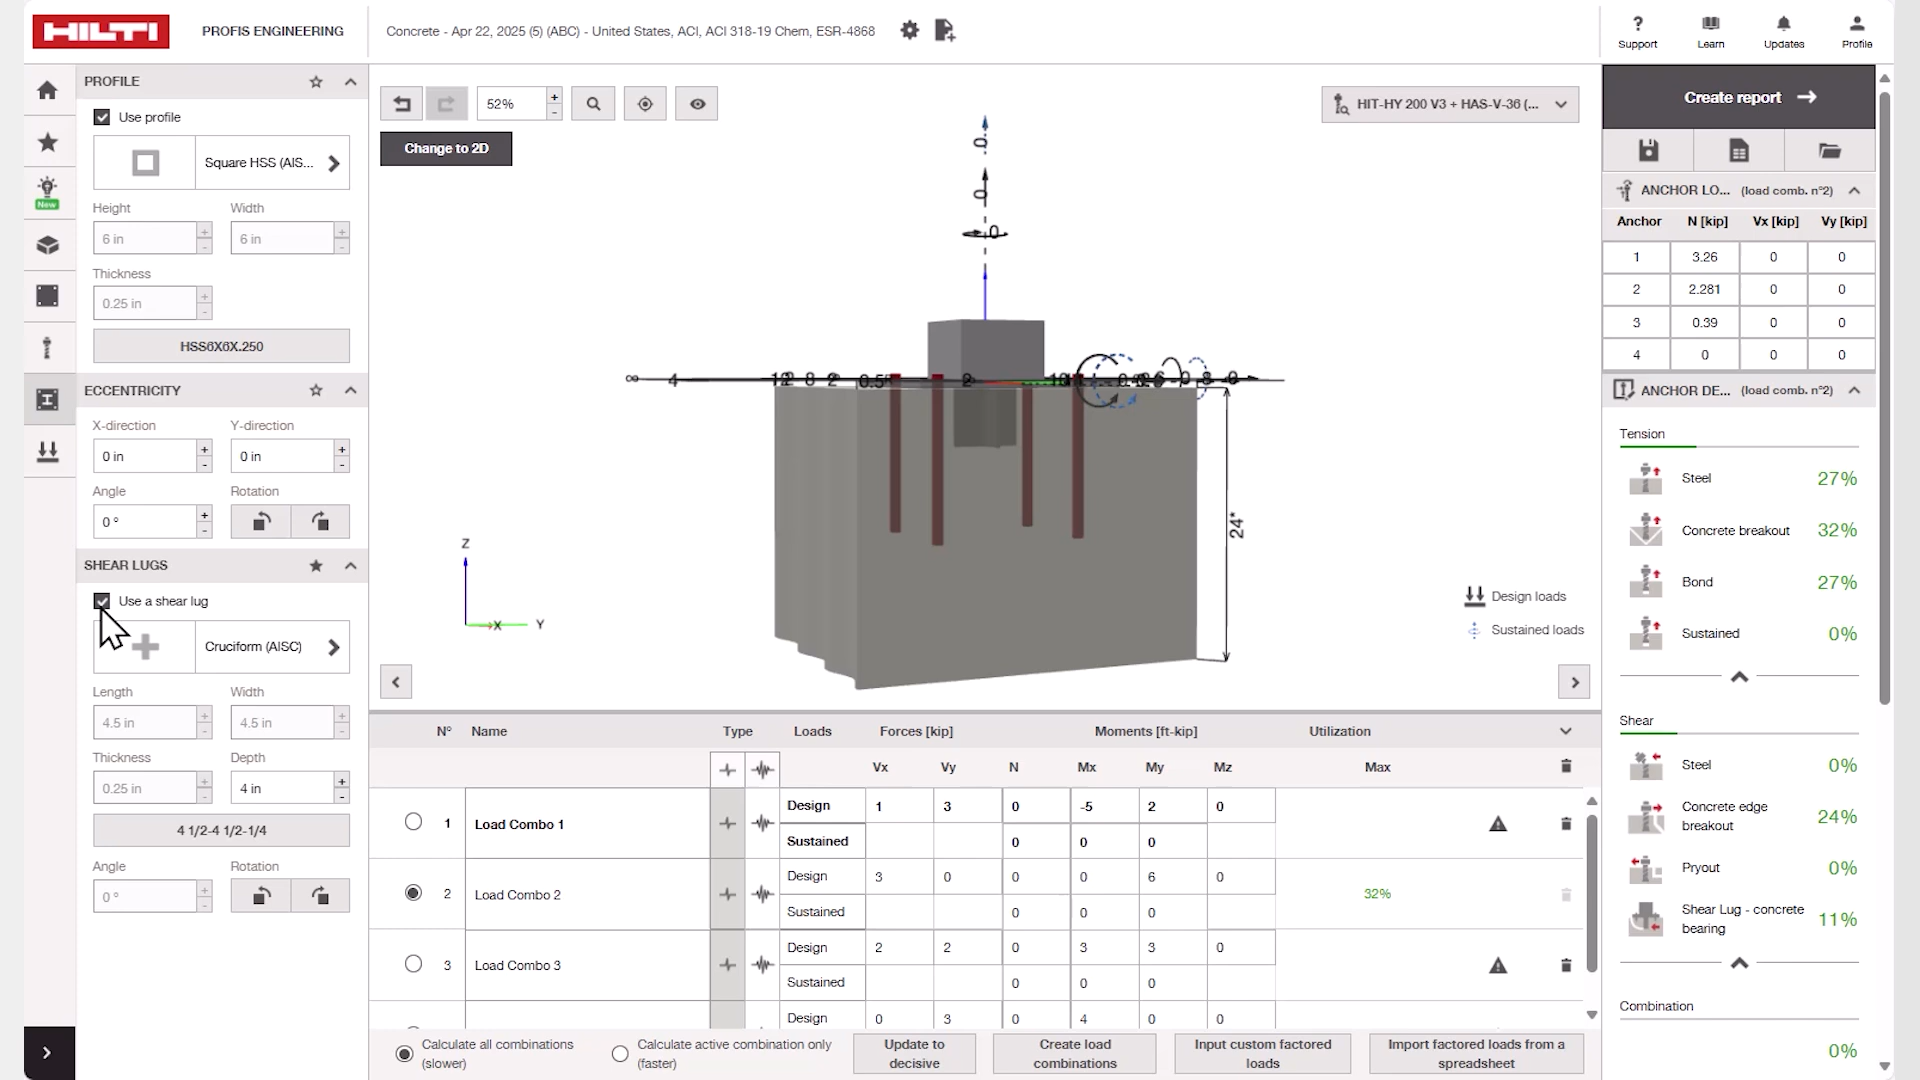 HILTI
PROFIS ENGINEERING
Concrete - Apr 22, 2025 (5) (ABC) - United States, ACI, ACI 318-19 Chem, ESR-4868
Support
Learn
Updates
Profile
New
PROFILE
Use profile
Square HSS (AIS...
Height
Width
6 in
6 in
Thickness
0.25 in
HSS6X6X.250
ECCENTRICITY
X-direction
Y-direction
0 in
0 in
Angle
Rotation
0 °
SHEAR LUGS
Use a shear lug
Cruciform (AISC)
Length
Width
4.5 in
4.5 in
Thickness
Depth
0.25 in
4 in
4 1/2-4 1/2-1/4
Angle
Rotation
0 °
52%
HIT-HY 200 V3 + HAS-V-36 (...
Change to 2D
0
0
0
∞
4
8
2
0.5
2
24"
Z
X
Y
Design loads
Sustained loads
N° Name Type Loads Forces [kip] Moments [ft-kip] Utilization
Vx Vy N Mx My Mz Max
1 Load Combo 1 Design 1 3 0 -5 2 0
Sustained 0 0 0
2 Load Combo 2 Design 3 0 0 0 6 0 32%
Sustained 0 0 0
3 Load Combo 3 Design 2 2 0 3 3 0
Sustained 0 0 0
Design 0 3 0 4 0 0
Calculate all combinations
(slower)
Calculate active combination only
(faster)
Update to
decisive
Create load
combinations
Input custom factored
loads
Import factored loads from a
spreadsheet
Create report
ANCHOR LO... (load comb. n°2)
Anchor N [kip] Vx [kip] Vy [kip]
1 3.26 0 0
2 2.281 0 0
3 0.39 0 0
4 0 0 0
ANCHOR DE... (load comb. n°2)
Tension
Steel 27%
Concrete breakout 32%
Bond 27%
Sustained 0%
Shear
Steel 0%
Concrete edge
breakout 24%
Pryout 0%
Shear Lug - concrete
bearing 11%
Combination
0%